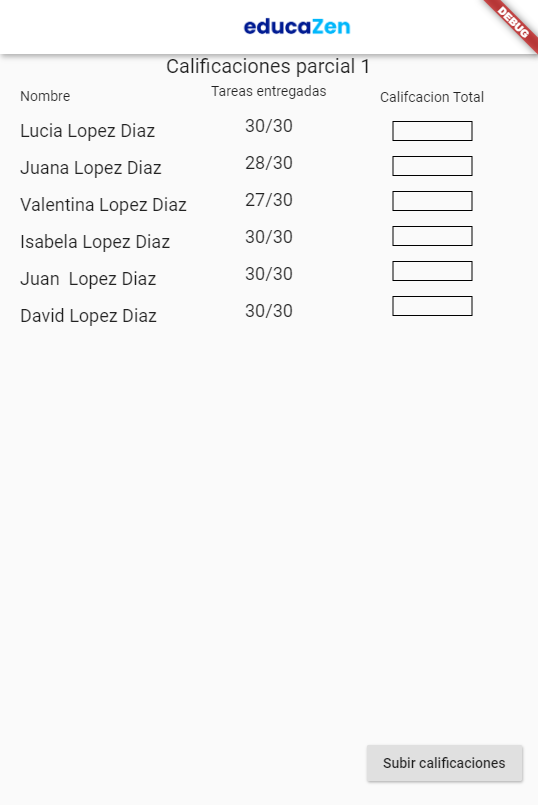 educaZen
DEBUG
Calificaciones parcial 1
Nombre Tareas entregadas Califcacion Total
Lucia Lopez Diaz 30/30
Juana Lopez Diaz 28/30
Valentina Lopez Diaz 27/30
Isabela Lopez Diaz 30/30
Juan  Lopez Diaz 30/30
David Lopez Diaz 30/30
Subir calificaciones